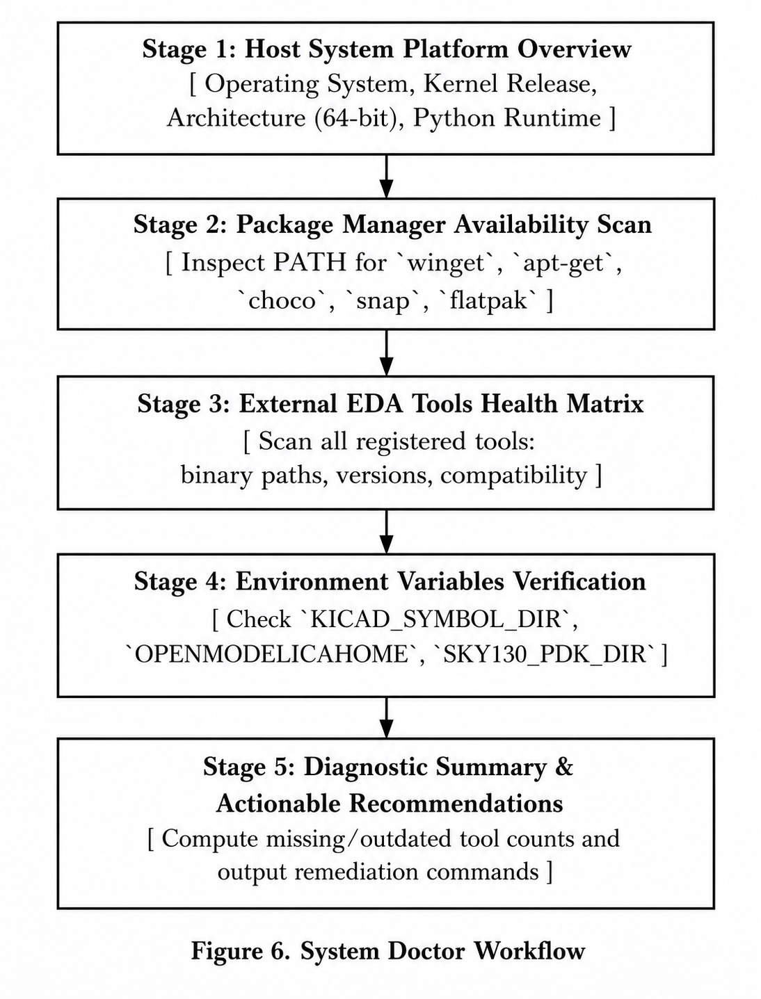 Stage 1: Host System Platform Overview
[ Operating System, Kernel Release,
Architecture (64-bit), Python Runtime ]
Stage 2: Package Manager Availability Scan
[ Inspect PATH for `winget`, `apt-get`,
`choco`, `snap`, `flatpak` ]
Stage 3: External EDA Tools Health Matrix
[ Scan all registered tools:
binary paths, versions, compatibility ]
Stage 4: Environment Variables Verification
[ Check `KICAD_SYMBOL_DIR`,
`OPENMODELICAHOME`, `SKY130_PDK_DIR` ]
Stage 5: Diagnostic Summary &
Actionable Recommendations
[ Compute missing/outdated tool counts and
output remediation commands ]
Figure 6. System Doctor Workflow